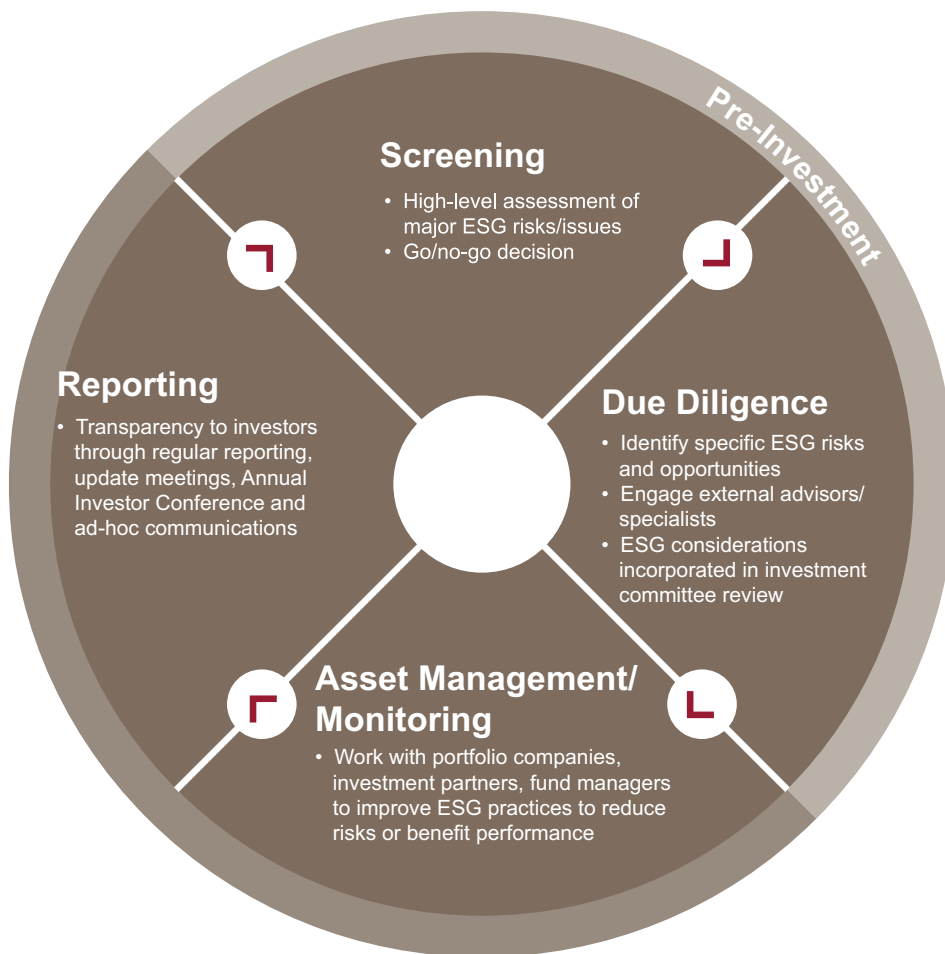 Pre-Investment
Screening
• High-level assessment of
major ESG risks/issues
• Go/no-go decision
Due Diligence
• Identify specific ESG risks
and opportunities
• Engage external advisors/
specialists
• ESG considerations
incorporated in investment
committee review
Asset Management/
Monitoring
• Work with portfolio companies,
investment partners, fund managers
to improve ESG practices to reduce
risks or benefit performance
Reporting
• Transparency to investors
through regular reporting,
update meetings, Annual
Investor Conference and
ad-hoc communications